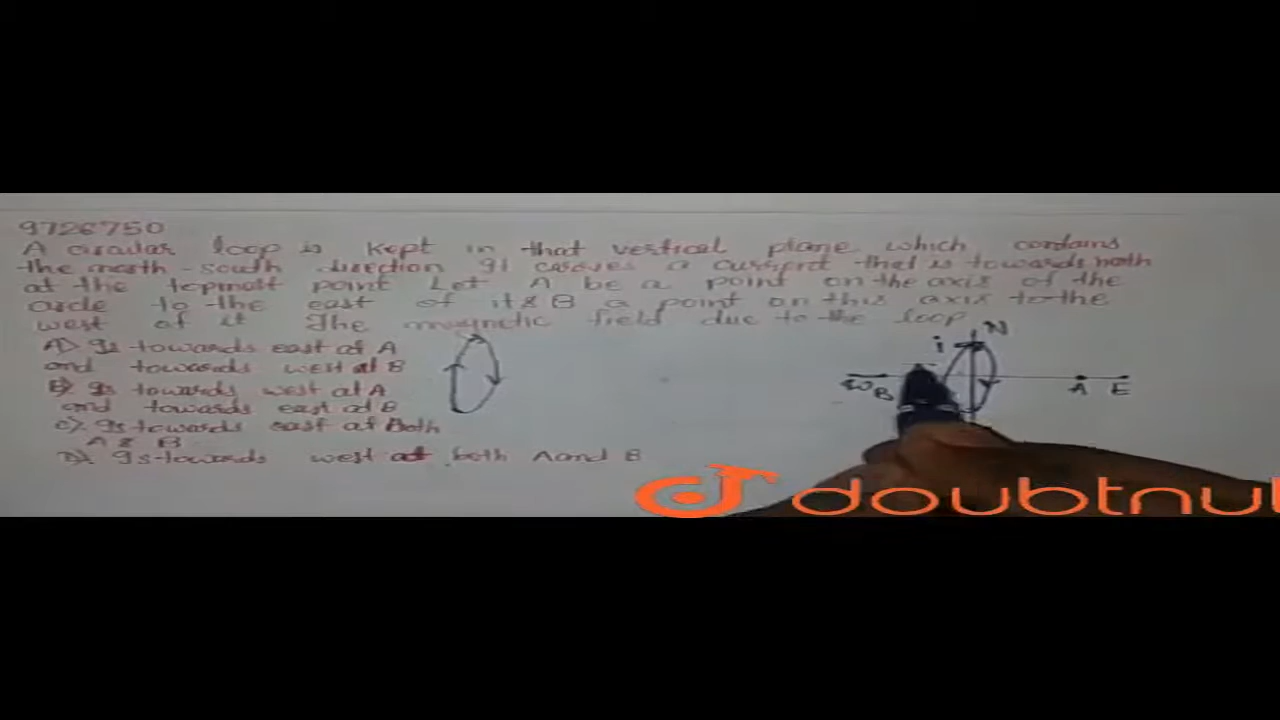 9726750
A circular loop is kept in that vertical plane which contains
the north-south direction It carries a current that is towards north
at the topmost point Let A be a point on the axis of the
circle to the east of it & B a point on this axis to the
west of it The magnetic field due to the loop
A) Is towards east at A
and towards west at B
B) Is towards west at A
and towards east at B
C) Is towards east at Both
A & B
D) Is towards west at both A and B
i N
W B A E
doubtnut